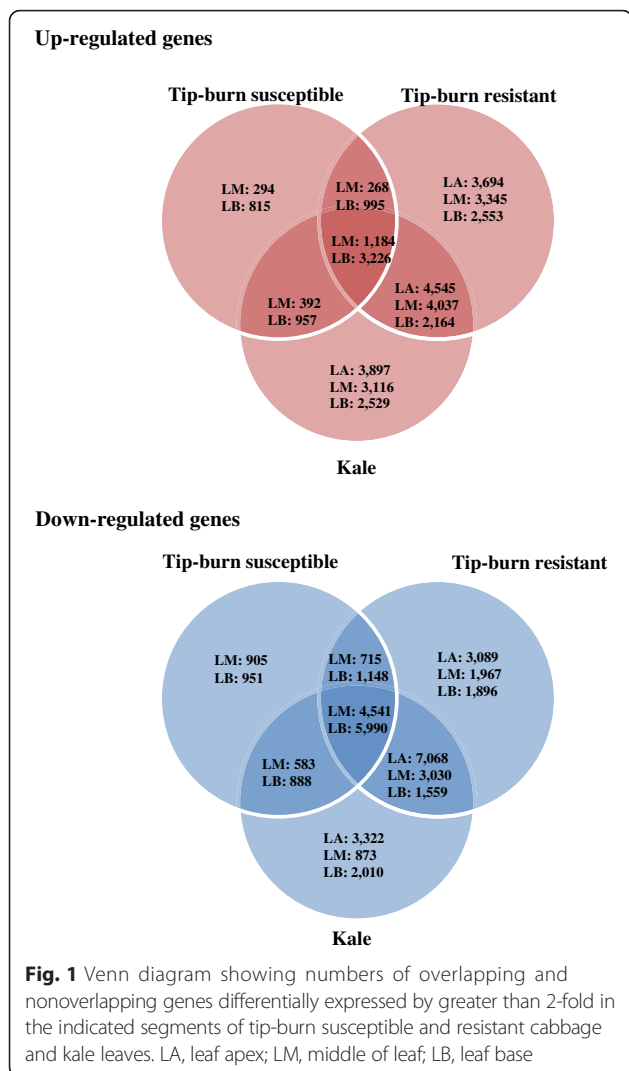 Up-regulated genes
Tip-burn susceptible
Tip-burn resistant
LM: 294
LB: 815
LM: 268
LB: 995
LA: 3,694
LM: 3,345
LB: 2,553
LM: 1,184
LB: 3,226
LM: 392
LB: 957
LA: 4,545
LM: 4,037
LB: 2,164
LA: 3,897
LM: 3,116
LB: 2,529
Kale
Down-regulated genes
Tip-burn susceptible
Tip-burn resistant
LM: 905
LB: 951
LM: 715
LB: 1,148
LA: 3,089
LM: 1,967
LB: 1,896
LM: 4,541
LB: 5,990
LM: 583
LB: 888
LA: 7,068
LM: 3,030
LB: 1,559
LA: 3,322
LM: 873
LB: 2,010
Kale
Fig. 1 Venn diagram showing numbers of overlapping and
nonoverlapping genes differentially expressed by greater than 2-fold in
the indicated segments of tip-burn susceptible and resistant cabbage
and kale leaves. LA, leaf apex; LM, middle of leaf; LB, leaf base